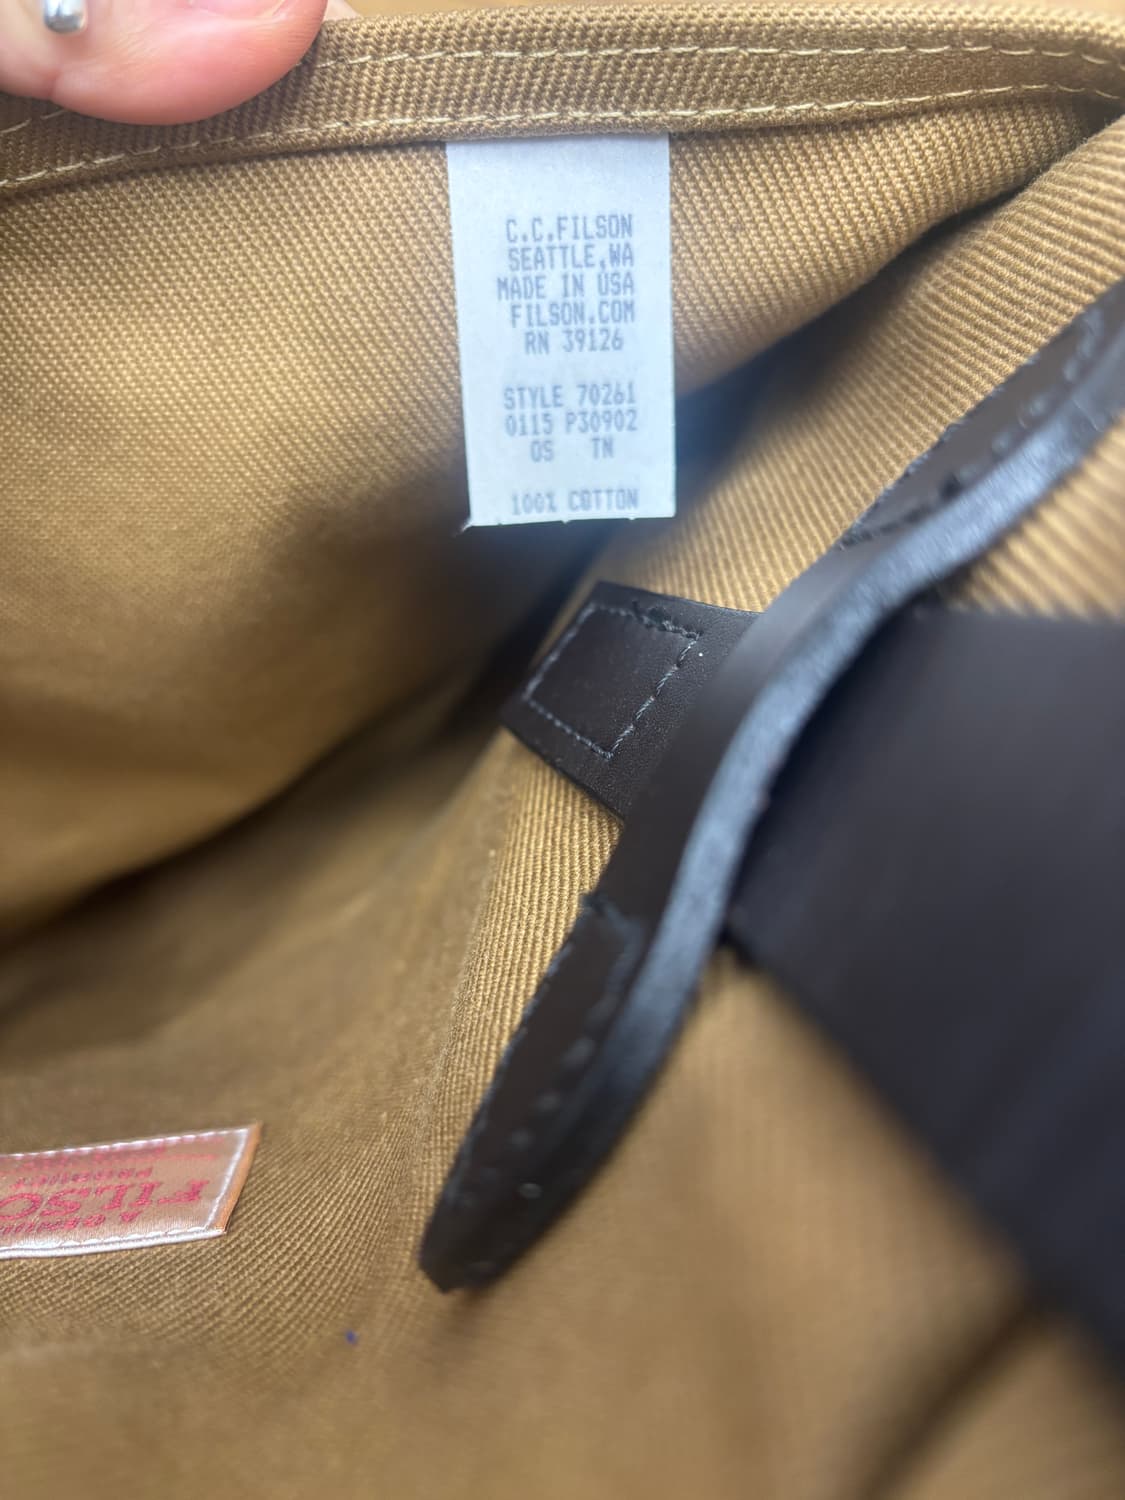 C.C.FILSON
SEATTLE,WA
MADE IN USA
FILSON.COM
RN 39126
STYLE 70261
0115 P30902
OS TN
100% COTTON